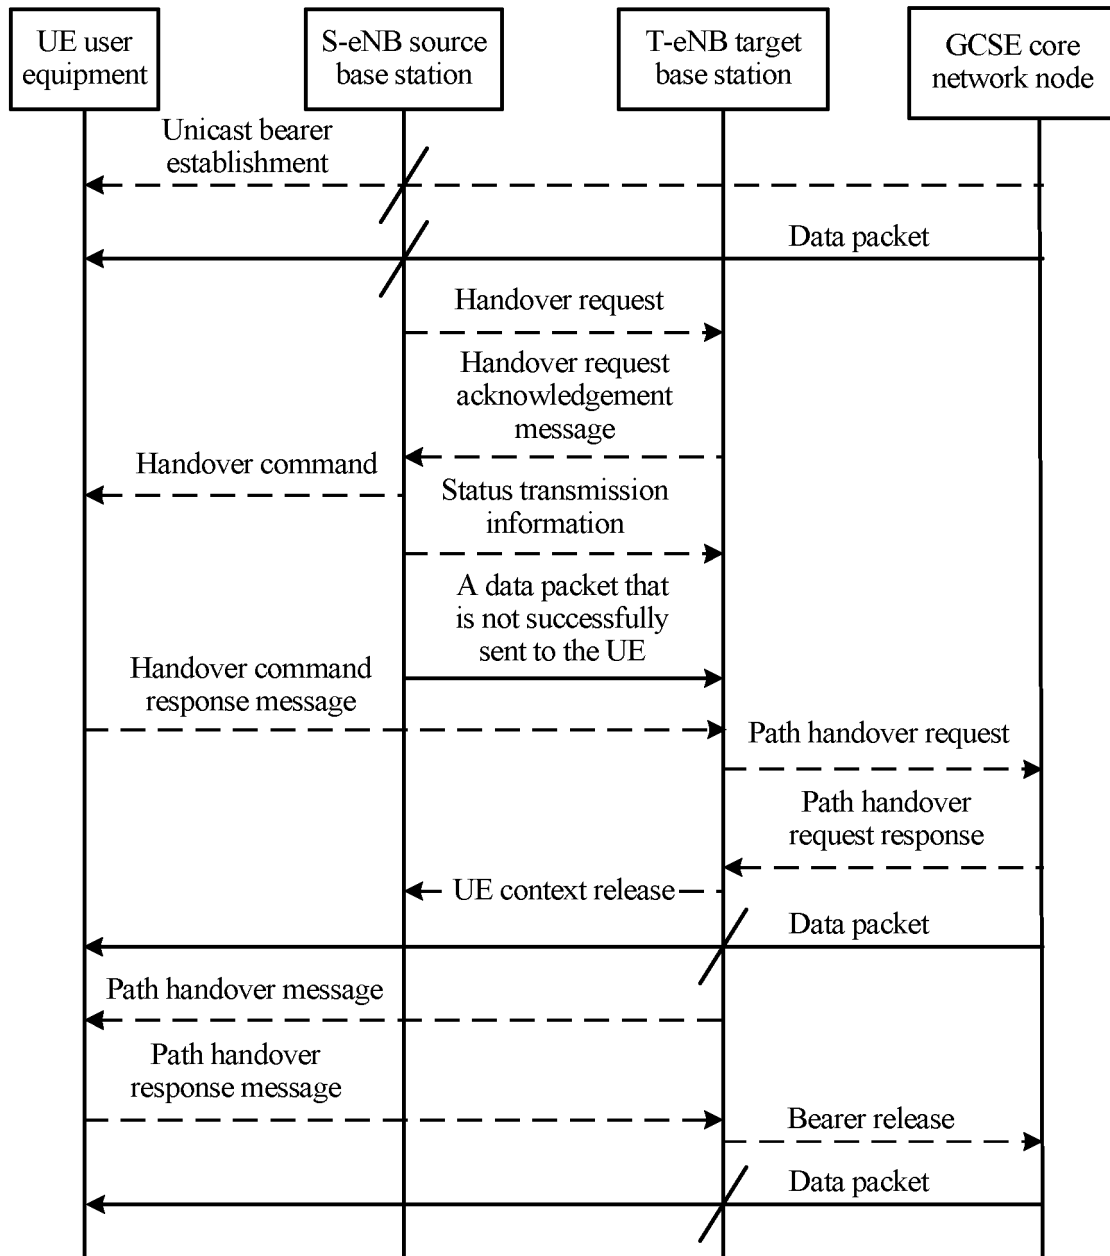 UE user
equipment
S-eNB source
base station
T-eNB target
base station
GCSE core
network node
Unicast bearer
establishment
Data packet
Handover request
Handover request
acknowledgement
message
Handover command
Status transmission
information
A data packet that
is not successfully
sent to the UE
Handover command
response message
Path handover request
Path handover
request response
UE context release
Data packet
Path handover message
Path handover
response message
Bearer release
Data packet